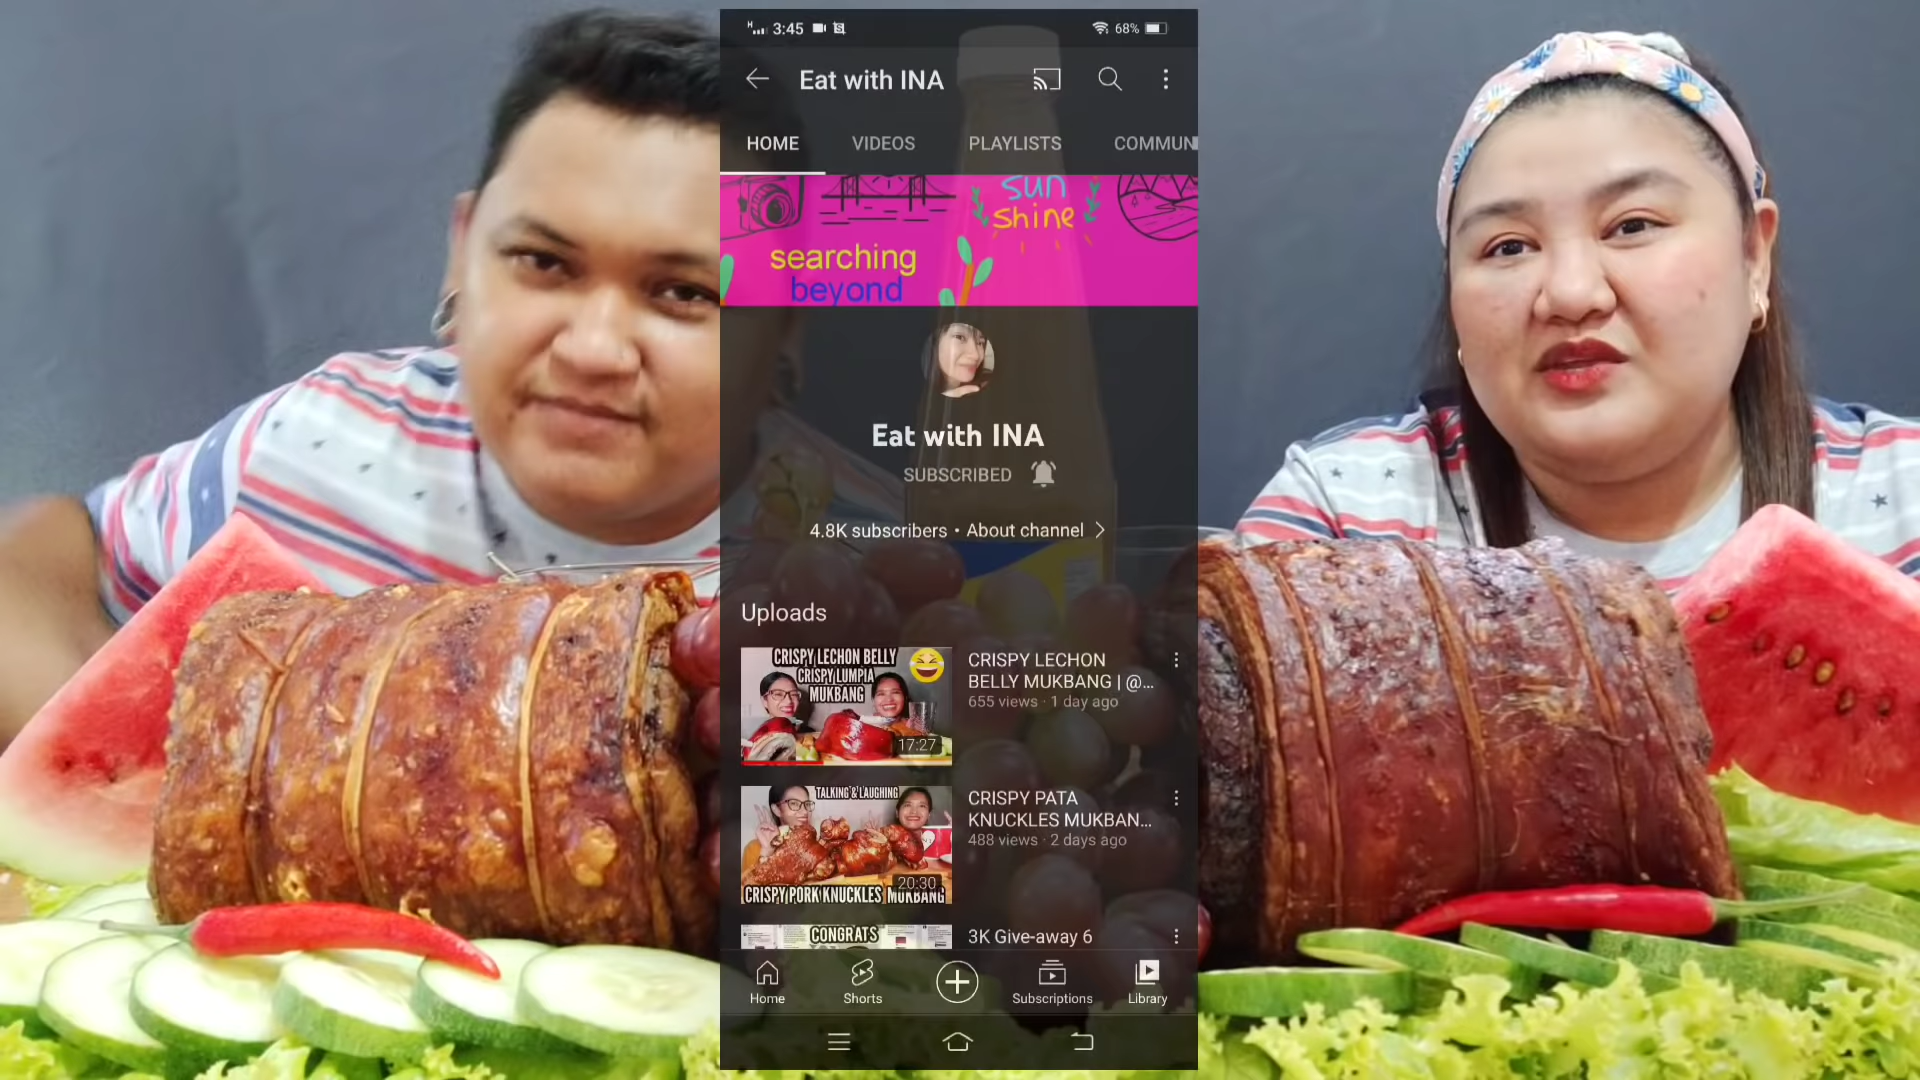 3:45
68%
Eat with INA
HOME
VIDEOS
PLAYLISTS
COMMUN
sun
shine
searching
beyond
Eat with INA
SUBSCRIBED
4.8K subscribers • About channel
Uploads
CRISPY LECHON BELLY
CRISPY LUMPIA
MUKBANG
17:27
CRISPY LECHON
BELLY MUKBANG | @...
655 views · 1 day ago
TALKING & LAUGHING
20:30
CRISPY PORK KNUCKLES MUKBANG
CRISPY PATA
KNUCKLES MUKBAN...
488 views · 2 days ago
CONGRATS
3K Give-away 6
Home
Shorts
Subscriptions
Library